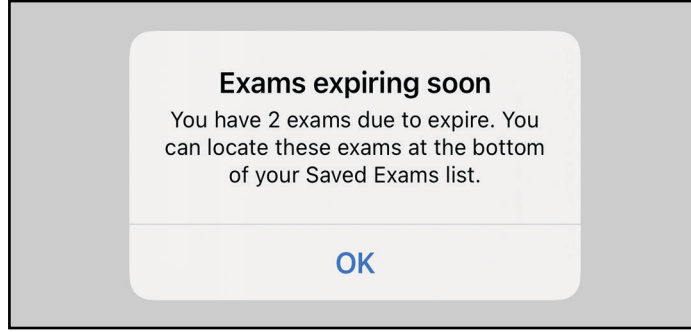 Exams expiring soon
You have 2 exams due to expire. You
can locate these exams at the bottom
of your Saved Exams list.
OK